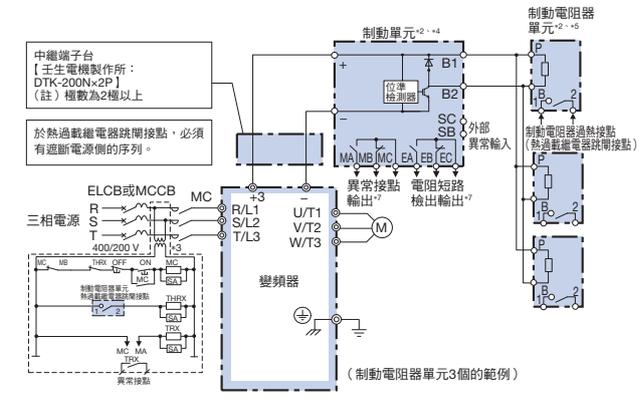 中繼端子台
【壬生電機製作所：
DTK-200N×2P】
（註）極數為2極以上
於熱過載繼電器跳閘接點，必須
有遮斷電源側的序列。
制動單元*2、*4
+
−
位準
檢測器
B1
B2
SC
SB
外部
異常輸入
MA MB MC EA EB EC
異常接點
輸出*7
電阻短路
檢出輸出*7
制動電阻器
單元*2、*5
P
B
1 2
制動電阻器過熱接點
（熱過載繼電器跳閘接點）
P
B
1 2
P
B
1 2
ELCB或MCCB
MC
三相電源
R
S
T
400/200 V
*3
+3 −
R/L1
S/L2
T/L3
U/T1
V/T2
W/T3
M
變頻器
MC MB THRX OFF ON MC
MC
SA
制動電阻器單元
熱過載繼電器跳閘接點
1 2
THRX
SA
TRX
SA
MC MA
TRX
異常接點
（制動電阻器單元3個的範例）